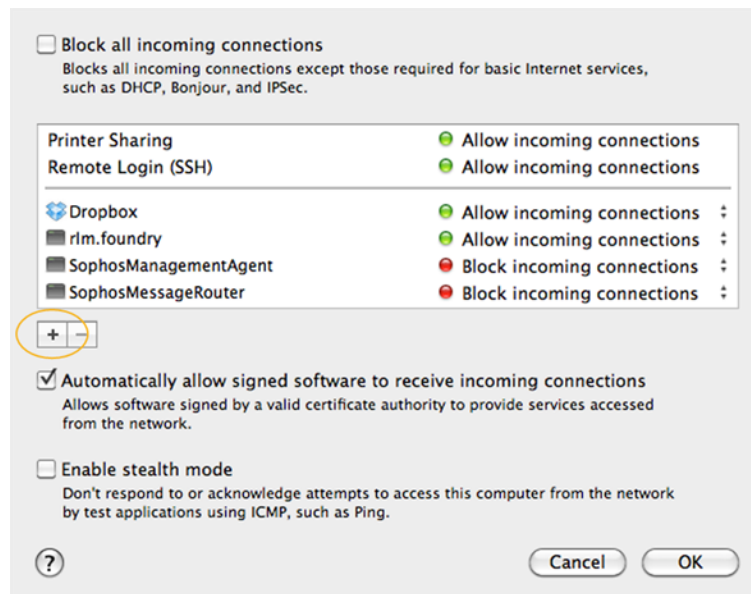 Block all incoming connections
Blocks all incoming connections except those required for basic Internet services,
such as DHCP, Bonjour, and IPSec.
Printer Sharing Allow incoming connections
Remote Login (SSH) Allow incoming connections
Dropbox Allow incoming connections
rlm.foundry Allow incoming connections
SophosManagementAgent Block incoming connections
SophosMessageRouter Block incoming connections
+ −
Automatically allow signed software to receive incoming connections
Allows software signed by a valid certificate authority to provide services accessed
from the network.
Enable stealth mode
Don't respond to or acknowledge attempts to access this computer from the network
by test applications using ICMP, such as Ping.
? Cancel OK